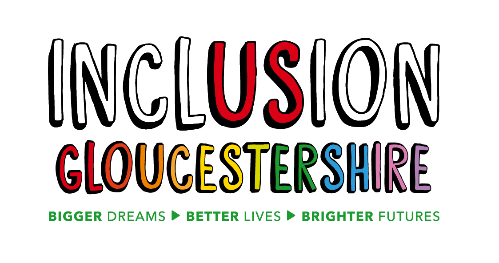 INCLUSION
GLOUCESTERSHIRE
BIGGER DREAMS ▶ BETTER LIVES ▶ BRIGHTER FUTURES